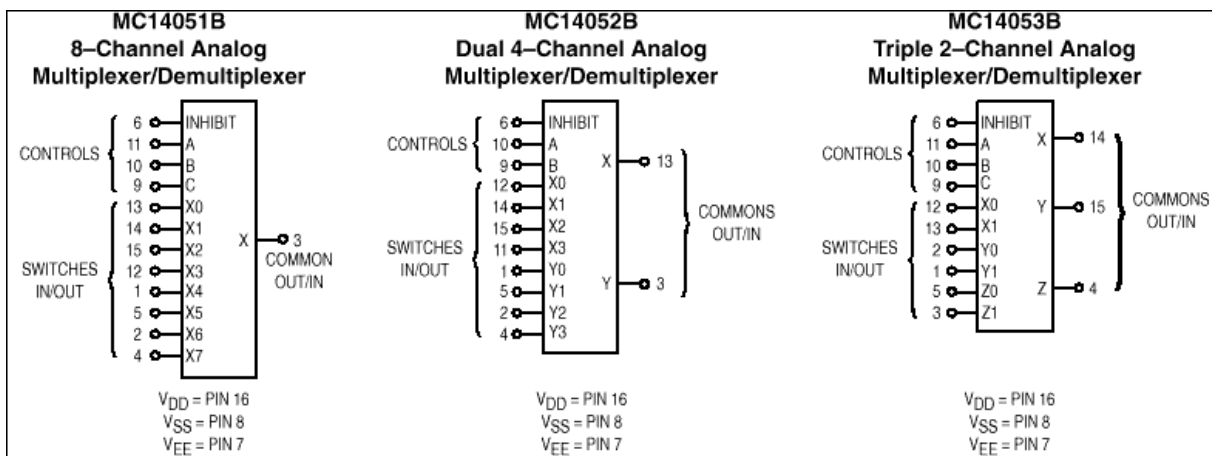 MC14051B
8–Channel Analog
Multiplexer/Demultiplexer
CONTROLS
6 INHIBIT
11 A
10 B
9 C
SWITCHES
IN/OUT
13 X0
14 X1
15 X2
12 X3
1 X4
5 X5
2 X6
4 X7
X 3
COMMON
OUT/IN
VDD = PIN 16
VSS = PIN 8
VEE = PIN 7
MC14052B
Dual 4–Channel Analog
Multiplexer/Demultiplexer
CONTROLS
6 INHIBIT
10 A
9 B
SWITCHES
IN/OUT
12 X0
14 X1
15 X2
11 X3
1 Y0
5 Y1
2 Y2
4 Y3
X 13
Y 3
COMMONS
OUT/IN
VDD = PIN 16
VSS = PIN 8
VEE = PIN 7
MC14053B
Triple 2–Channel Analog
Multiplexer/Demultiplexer
CONTROLS
6 INHIBIT
11 A
10 B
9 C
SWITCHES
IN/OUT
12 X0
13 X1
2 Y0
1 Y1
5 Z0
3 Z1
X 14
Y 15
Z 4
COMMONS
OUT/IN
VDD = PIN 16
VSS = PIN 8
VEE = PIN 7